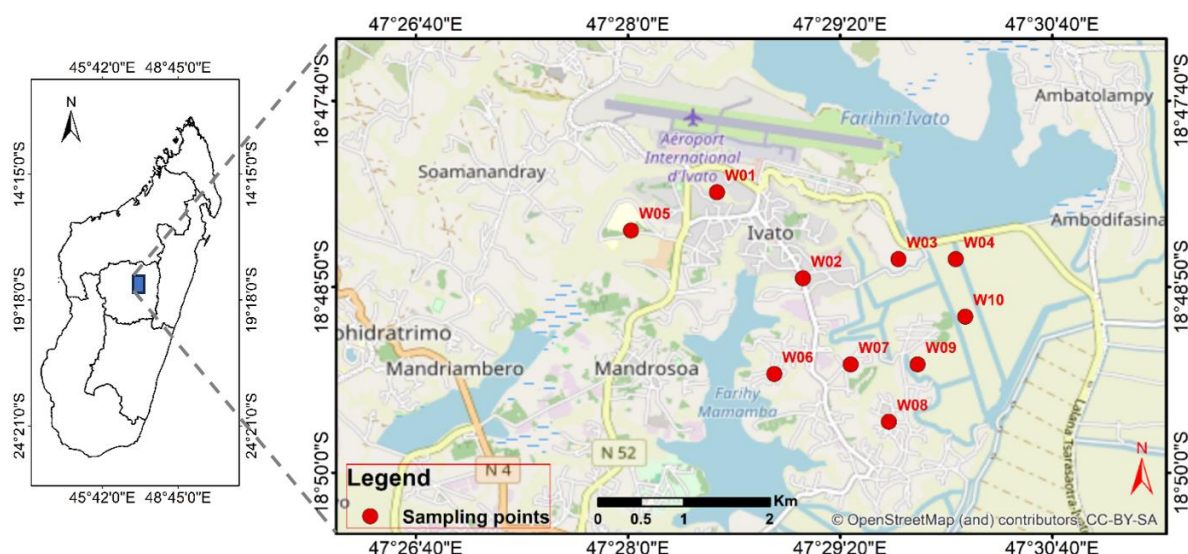 45°42'0"E 48°45'0"E
N
14°15'0"S
19°18'0"S
24°21'0"S
14°15'0"S
19°18'0"S
24°21'0"S
45°42'0"E 48°45'0"E
47°26'40"E 47°28'0"E 47°29'20"E 47°30'40"E
18°47'40"S
18°48'50"S
18°50'0"S
Ambatolampy
Farihin'Ivato
Aéroport
International
d'Ivato
Soamanandray
W01
W05
Ivato
Ambodifasina
W03
W04
W02
W10
ohidratrimo
Mandriambero
Mandrosoa
W06
W07
W09
Farihy
Mamamba
W08
Lalana Tsarasaotra-
N 4
N 52
Legend
Sampling points
Km
0 0.5 1 2
N
© OpenStreetMap (and) contributors, CC-BY-SA
18°47'40"S
18°48'50"S
18°50'0"S
47°26'40"E 47°28'0"E 47°29'20"E 47°30'40"E